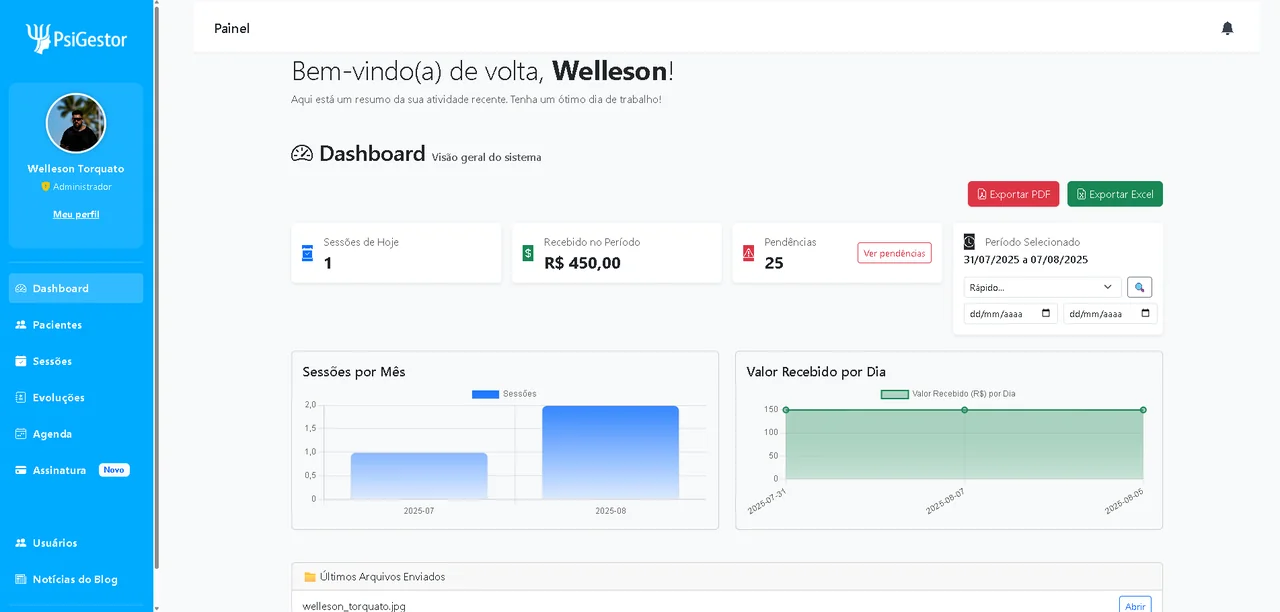 PsiGestor
Welleson Torquato
Administrador
Meu perfil
Dashboard
Pacientes
Sessões
Evoluções
Agenda
Assinatura Novo
Usuários
Notícias do Blog
Painel
Bem-vindo(a) de volta, Welleson!
Aqui está um resumo da sua atividade recente. Tenha um ótimo dia de trabalho!
Dashboard Visão geral do sistema
Exportar PDF
Exportar Excel
Sessões de Hoje
1
Recebido no Período
R$ 450,00
Pendências
25
Ver pendências
Período Selecionado
31/07/2025 a 07/08/2025
Rápido...
dd/mm/aaaa
dd/mm/aaaa
Sessões por Mês
Sessões
2,0
1,5
1,0
0,5
0
2025-07
2025-08
Valor Recebido por Dia
Valor Recebido (R$) por Dia
150
100
50
0
2025-07-31
2025-08-07
2025-08-05
Últimos Arquivos Enviados
welleson_torquato.jpg
Abrir